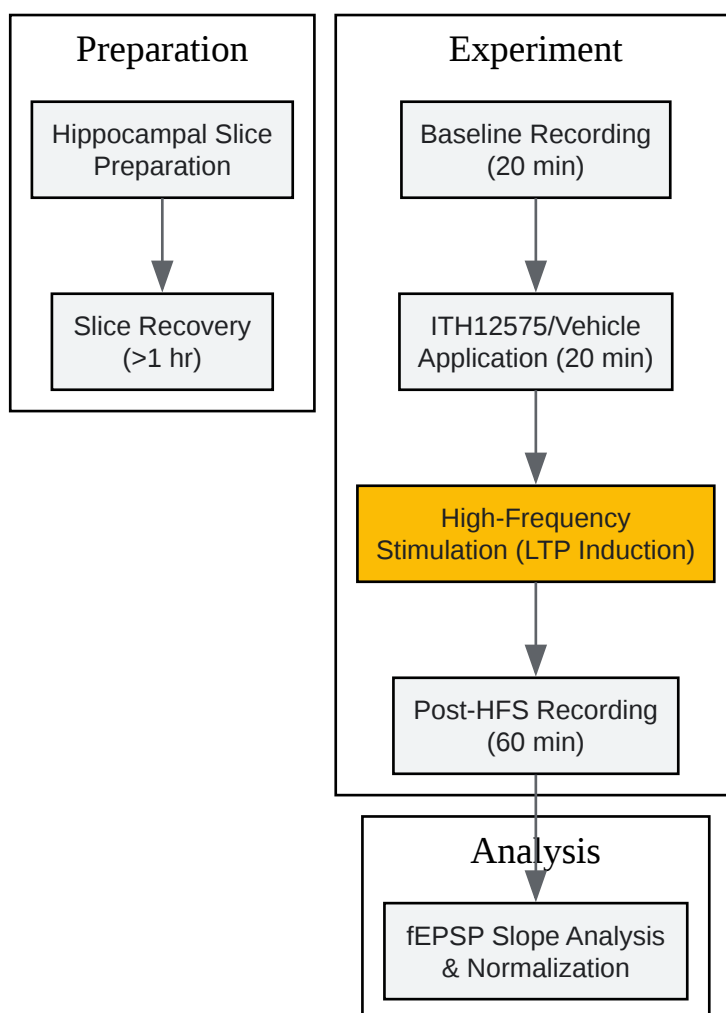 Preparation
Hippocampal Slice
Preparation
Slice Recovery
(>1 hr)
Experiment
Baseline Recording
(20 min)
ITH12575/Vehicle
Application (20 min)
High-Frequency
Stimulation (LTP Induction)
Post-HFS Recording
(60 min)
Analysis
fEPSP Slope Analysis
& Normalization